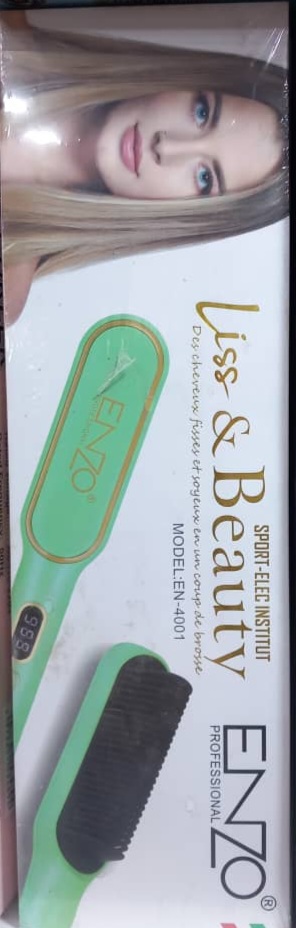 SPORT-ELEC INSTITUT
Liss & Beauty
Des cheveux fisses et soyeux en un coup de brosse
MODEL:EN-4001
ENZO®
PROFESSIONAL
ENZO®